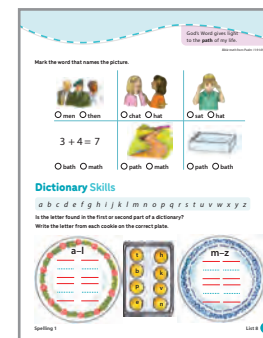 God's Word gives light
to the path of my life.
Mark the word that names the picture.
men then
chat hat
sat hat
3 + 4 = 7
bath math
path math
path bath
Dictionary Skills
a b c d e f g h i j k l m n o p q r s t u v w x y z
Is the letter found in the first or second part of a dictionary?
Write the letter from each cookie on the correct plate.
a–l
m–z
t h
b k
p v
Spelling 1
List 8